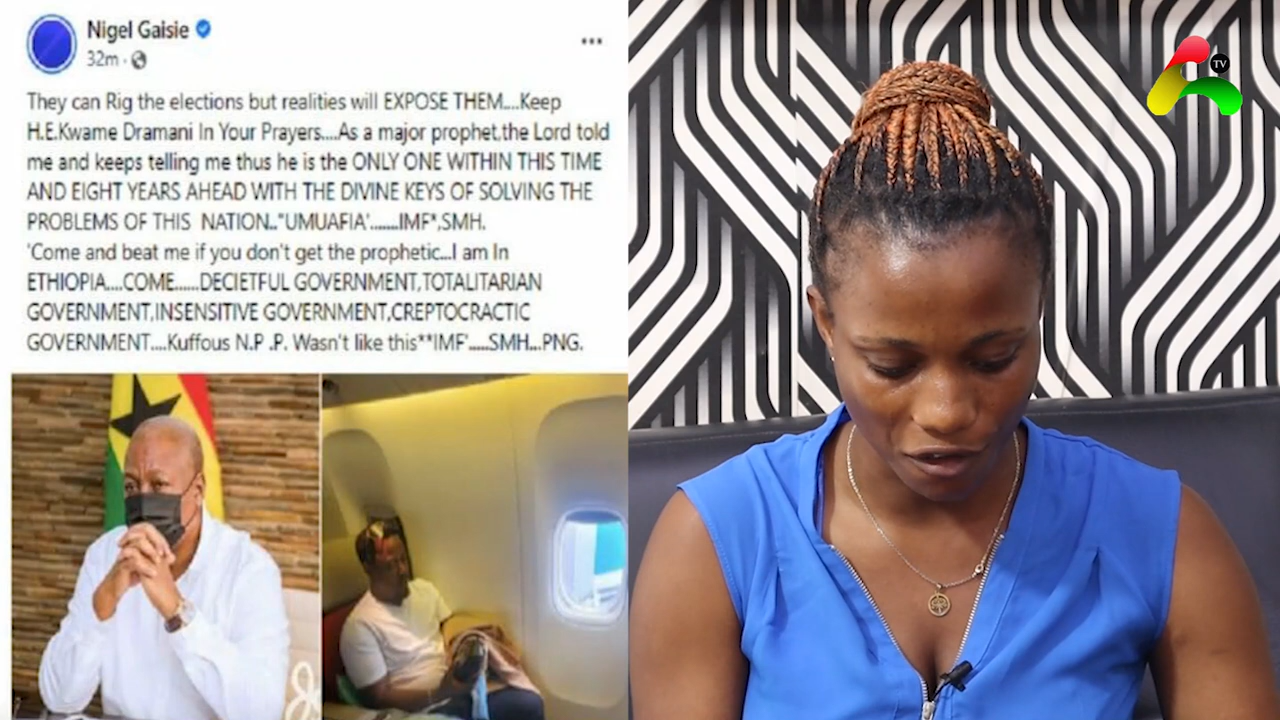 Nigel Gaisie
32m ·
They can Rig the elections but realities will EXPOSE THEM....Keep
H.E.Kwame Dramani In Your Prayers....As a major prophet,the Lord told
me and keeps telling me thus he is the ONLY ONE WITHIN THIS TIME
AND EIGHT YEARS AHEAD WITH THE DIVINE KEYS OF SOLVING THE
PROBLEMS OF THIS NATION.."UMUAFIA'.......IMF*,SMH.
'Come and beat me if you don't get the prophetic...I am In
ETHIOPIA....COME......DECIETFUL GOVERNMENT,TOTALITARIAN
GOVERNMENT,INSENSITIVE GOVERNMENT,CREPTOCRACTIC
GOVERNMENT....Kuffous N.P .P. Wasn't like this**IMF'.....SMH...PNG.
TV